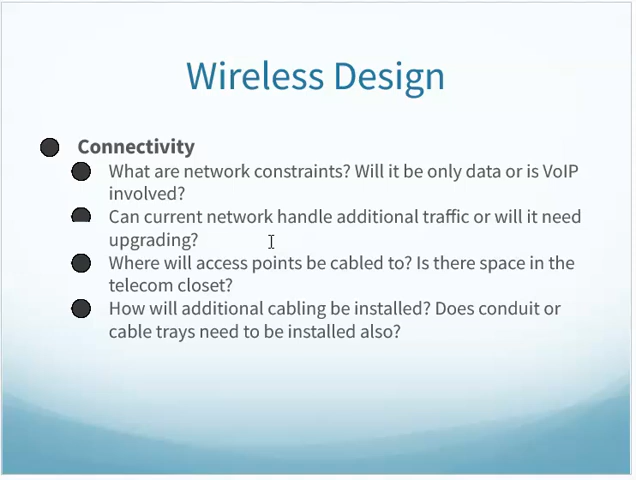 Wireless Design
Connectivity
What are network constraints? Will it be only data or is VoIP
involved?
Can current network handle additional traffic or will it need
upgrading?
Where will access points be cabled to? Is there space in the
telecom closet?
How will additional cabling be installed? Does conduit or
cable trays need to be installed also?